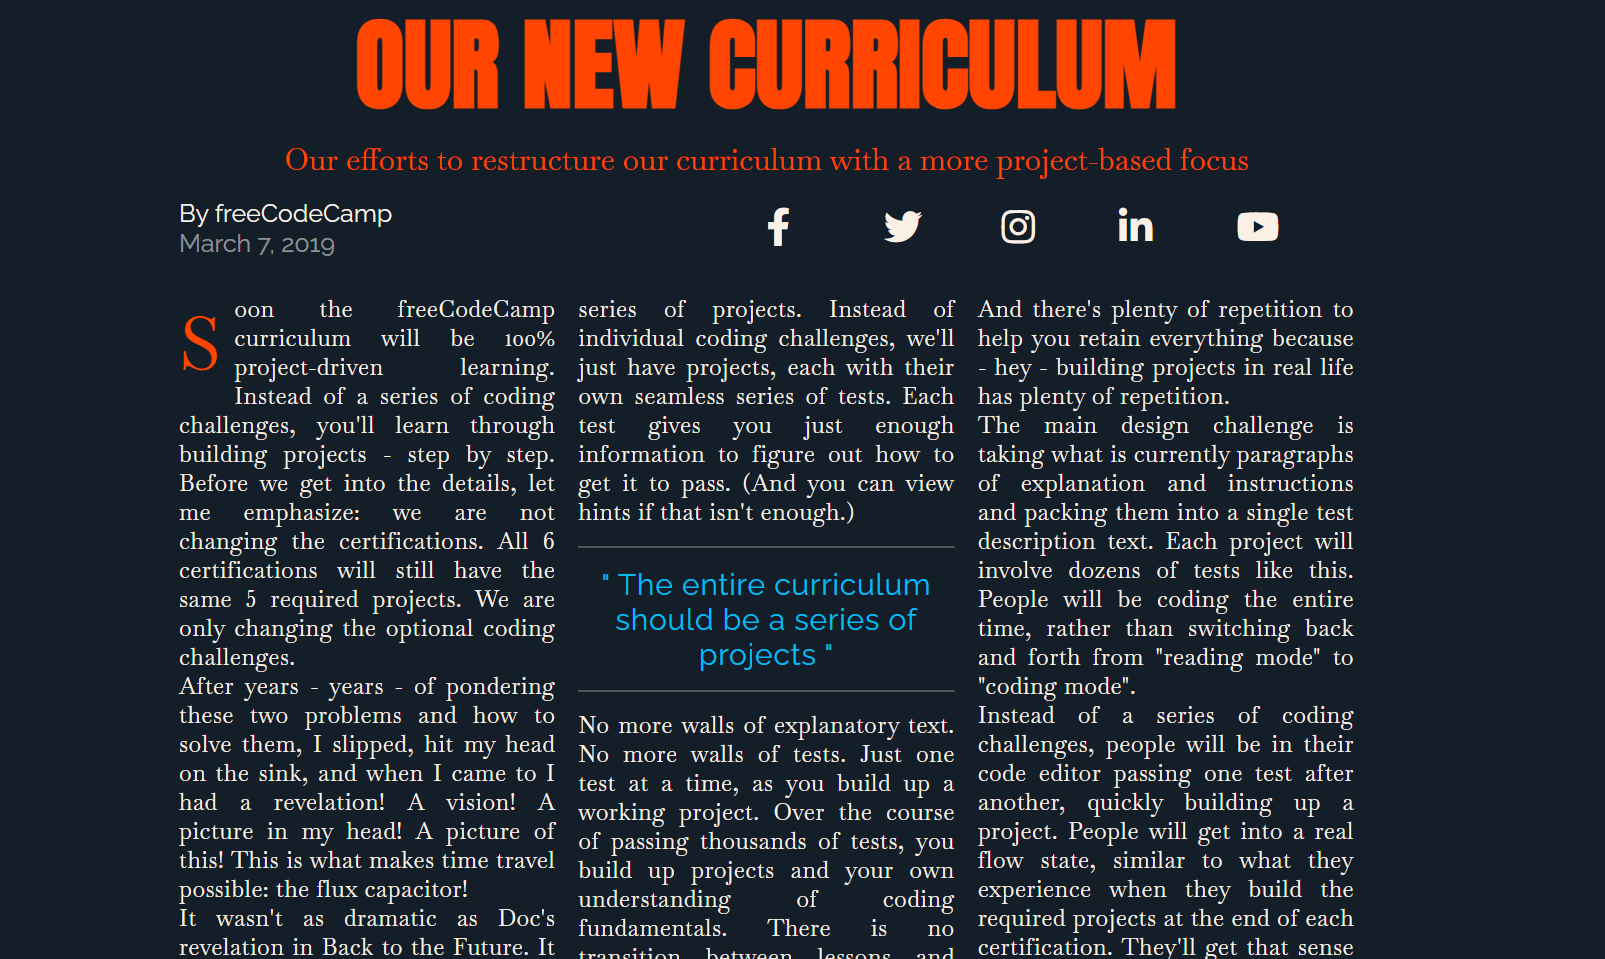 OUR NEW CURRICULUM
Our efforts to restructure our curriculum with a more project-based focus
By freeCodeCamp
March 7, 2019
Soon the freeCodeCamp
curriculum will be 100%
project-driven learning.
Instead of a series of coding
challenges, you'll learn through
building projects - step by step.
Before we get into the details, let
me emphasize: we are not
changing the certifications. All 6
certifications will still have the
same 5 required projects. We are
only changing the optional coding
challenges.
After years - years - of pondering
these two problems and how to
solve them, I slipped, hit my head
on the sink, and when I came to I
had a revelation! A vision! A
picture in my head! A picture of
this! This is what makes time travel
possible: the flux capacitor!
It wasn't as dramatic as Doc's
revelation in Back to the Future. It
series of projects. Instead of
individual coding challenges, we'll
just have projects, each with their
own seamless series of tests. Each
test gives you just enough
information to figure out how to
get it to pass. (And you can view
hints if that isn't enough.)
" The entire curriculum
should be a series of
projects "
No more walls of explanatory text.
No more walls of tests. Just one
test at a time, as you build up a
working project. Over the course
of passing thousands of tests, you
build up projects and your own
understanding of coding
fundamentals. There is no
transition between lessons and
And there's plenty of repetition to
help you retain everything because
- hey - building projects in real life
has plenty of repetition.
The main design challenge is
taking what is currently paragraphs
of explanation and instructions
and packing them into a single test
description text. Each project will
involve dozens of tests like this.
People will be coding the entire
time, rather than switching back
and forth from "reading mode" to
"coding mode".
Instead of a series of coding
challenges, people will be in their
code editor passing one test after
another, quickly building up a
project. People will get into a real
flow state, similar to what they
experience when they build the
required projects at the end of each
certification. They'll get that sense